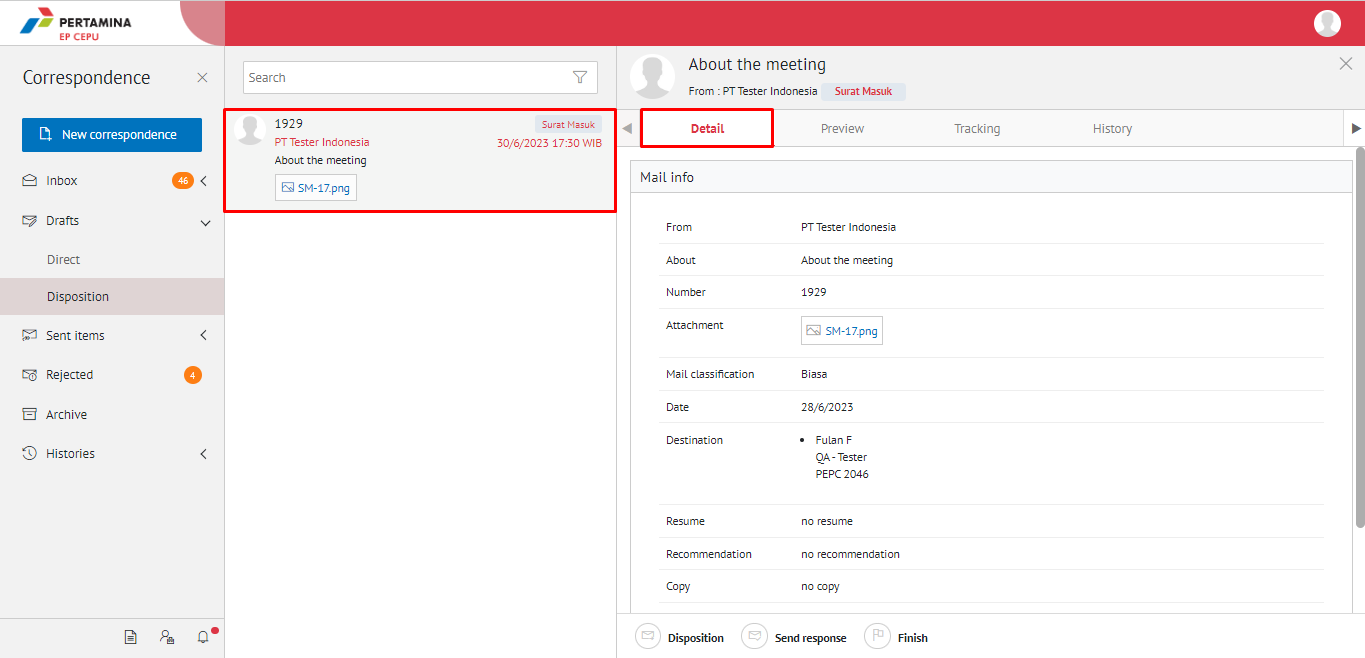 PERTAMINA
EP CEPU
Correspondence
New correspondence
Inbox 46
Drafts
Direct
Disposition
Sent items
Rejected 4
Archive
Histories
Search
1929 Surat Masuk
PT Tester Indonesia 30/6/2023 17:30 WIB
About the meeting
SM-17.png
About the meeting
From : PT Tester Indonesia Surat Masuk
Detail Preview Tracking History
Mail info
From PT Tester Indonesia
About About the meeting
Number 1929
Attachment SM-17.png
Mail classification Biasa
Date 28/6/2023
Destination • Fulan F
QA - Tester
PEPC 2046
Resume no resume
Recommendation no recommendation
Copy no copy
Disposition Send response Finish